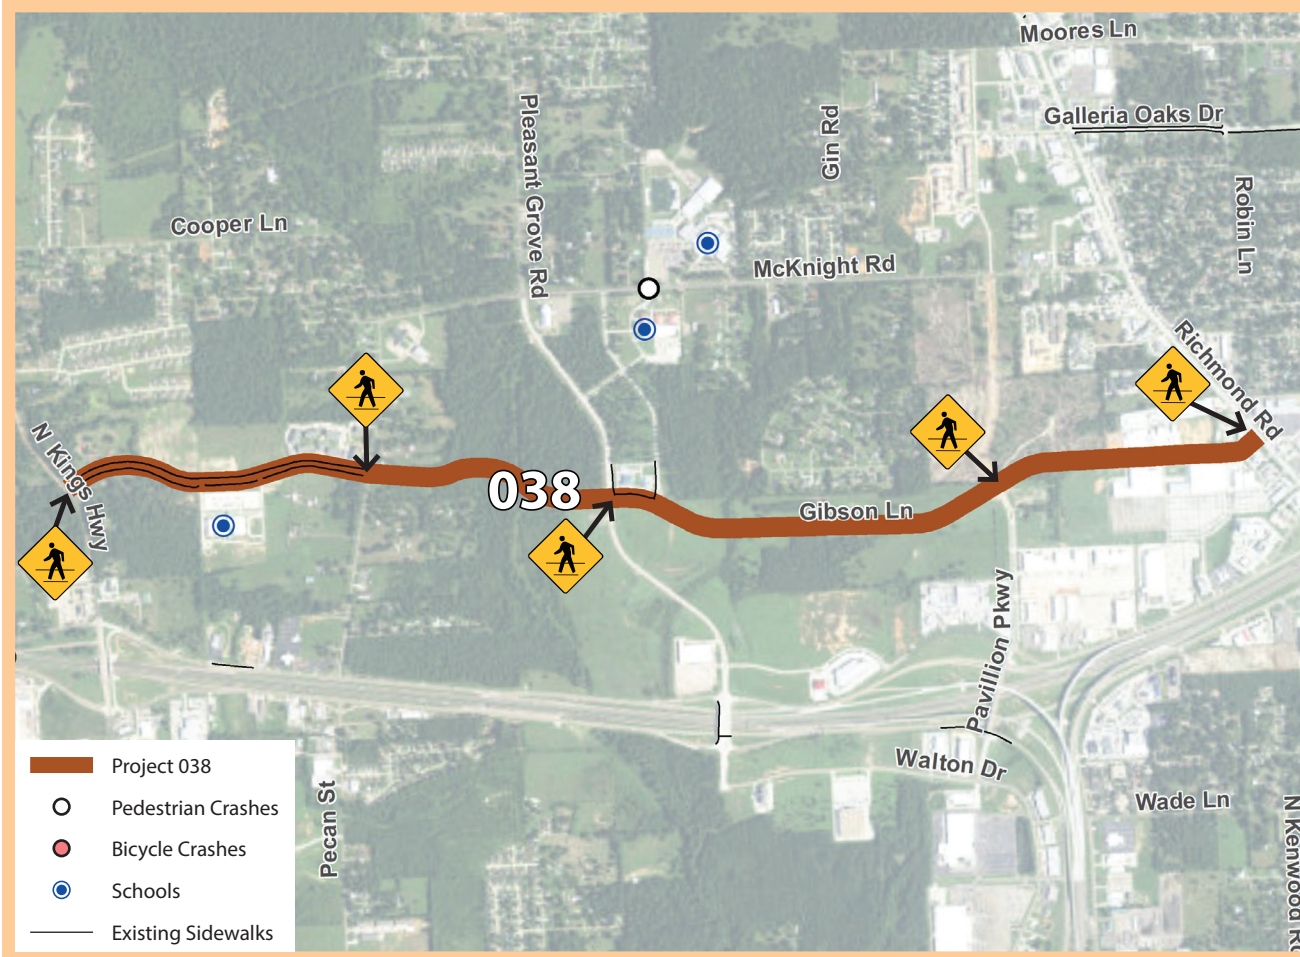 Moores Ln
Galleria Oaks Dr
Pleasant Grove Rd
Gin Rd
Robin Ln
Cooper Ln
McKnight Rd
Richmond Rd
N Kings Hwy
038
Gibson Ln
Pavillion Pkwy
Walton Dr
Pecan St
Wade Ln
N Kenwood Rd
Project 038
Pedestrian Crashes
Bicycle Crashes
Schools
Existing Sidewalks